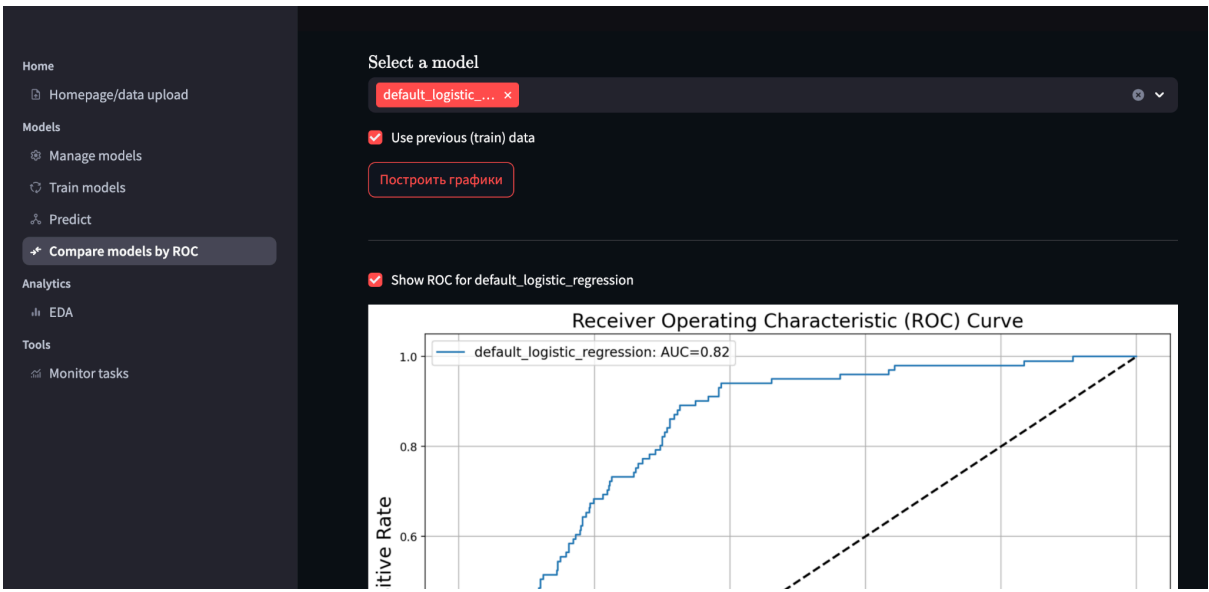 Home
Homepage/data upload
Models
Manage models
Train models
Predict
Compare models by ROC
Analytics
EDA
Tools
Monitor tasks
Select a model
default_logistic_... ×
Use previous (train) data
Построить графики
Show ROC for default_logistic_regression
Receiver Operating Characteristic (ROC) Curve
default_logistic_regression: AUC=0.82
1.0
0.8
0.6
itive Rate